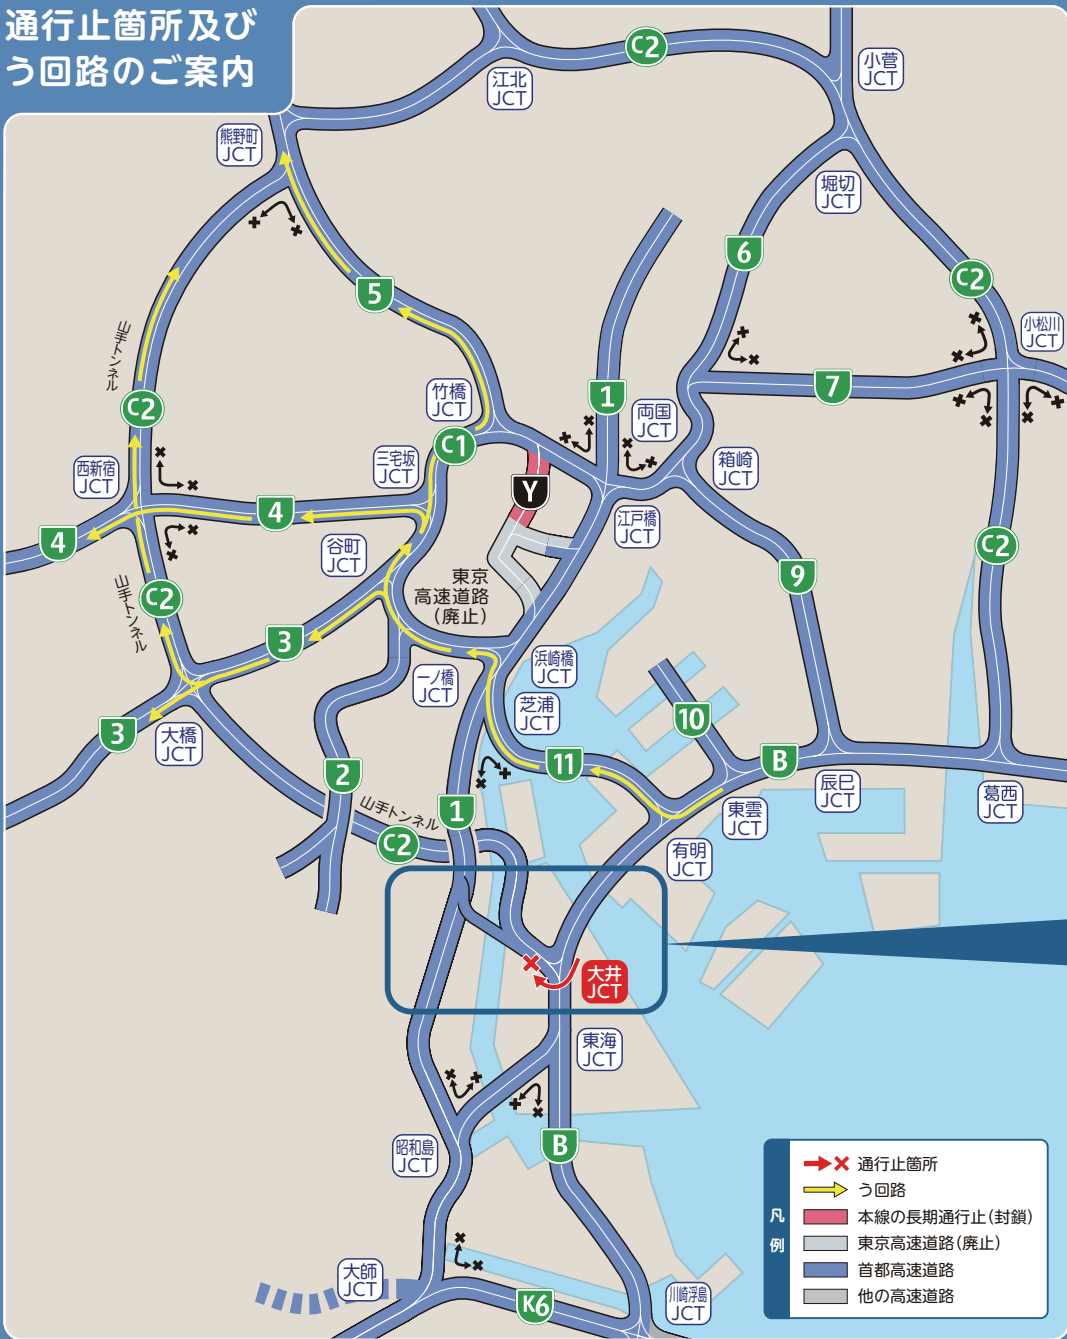 通行止箇所及び
う回路のご案内
C2
江北
JCT
小菅
JCT
熊野町
JCT
堀切
JCT
6
C2
5
小松川
JCT
山手トンネル
C2
竹橋
JCT
1
両国
JCT
7
C1
三宅坂
JCT
西新宿
JCT
箱崎
JCT
Y
4
4
江戸橋
JCT
谷町
JCT
C2
9
東京
高速道路
(廃止)
山手トンネル
C2
3
一ノ橋
JCT
浜崎橋
JCT
芝浦
JCT
10
3
大橋
JCT
2
11
B
辰巳
JCT
葛西
JCT
東雲
JCT
山手トンネル
C2
1
有明
JCT
大井
JCT
東海
JCT
昭和島
JCT
B
大師
JCT
K6
川崎浮島
JCT
凡例
通行止箇所
う回路
本線の長期通行止(封鎖)
東京高速道路(廃止)
首都高速道路
他の高速道路